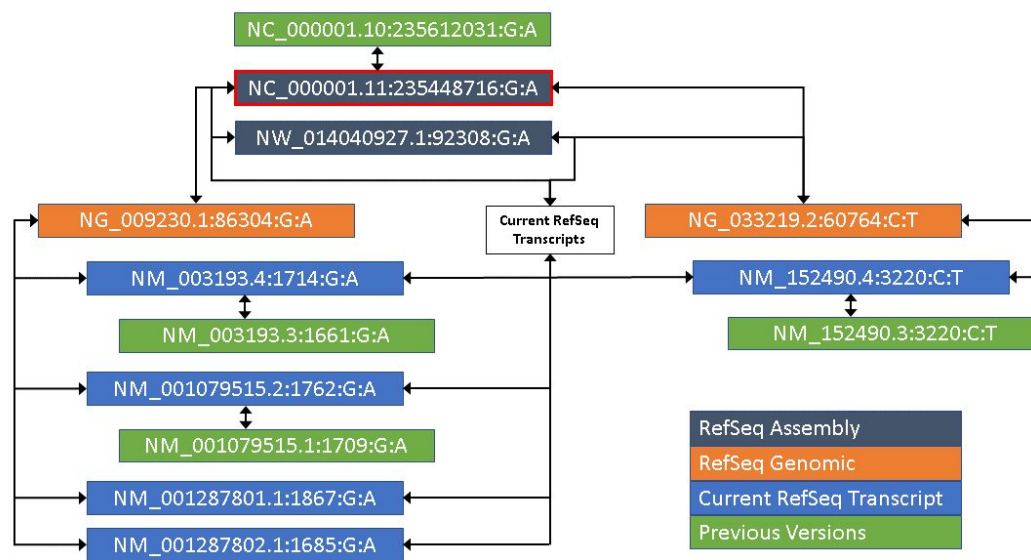 NC_000001.10:235612031:G:A
NC_000001.11:235448716:G:A
NW_014040927.1:92308:G:A
NG_009230.1:86304:G:A
Current RefSeq
Transcripts
NG_033219.2:60764:C:T
NM_003193.4:1714:G:A
NM_152490.4:3220:C:T
NM_003193.3:1661:G:A
NM_152490.3:3220:C:T
NM_001079515.2:1762:G:A
NM_001079515.1:1709:G:A
NM_001287801.1:1867:G:A
NM_001287802.1:1685:G:A
RefSeq Assembly
RefSeq Genomic
Current RefSeq Transcript
Previous Versions